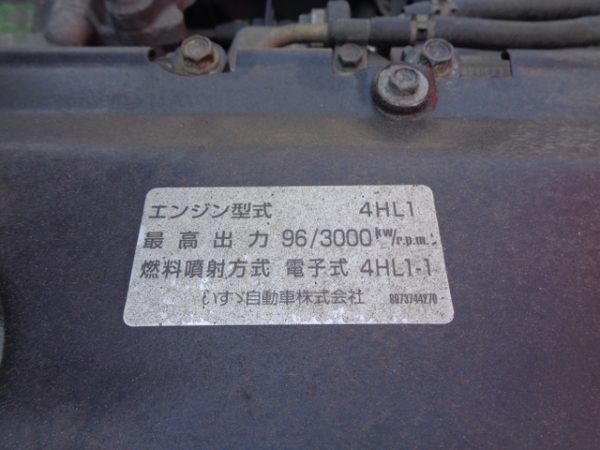 エンジン型式 4HL1
最高出力 96/3000kw/r.p.m.
燃料噴射方式 電子式 4HL1-1
いすゞ自動車株式会社 8973744270